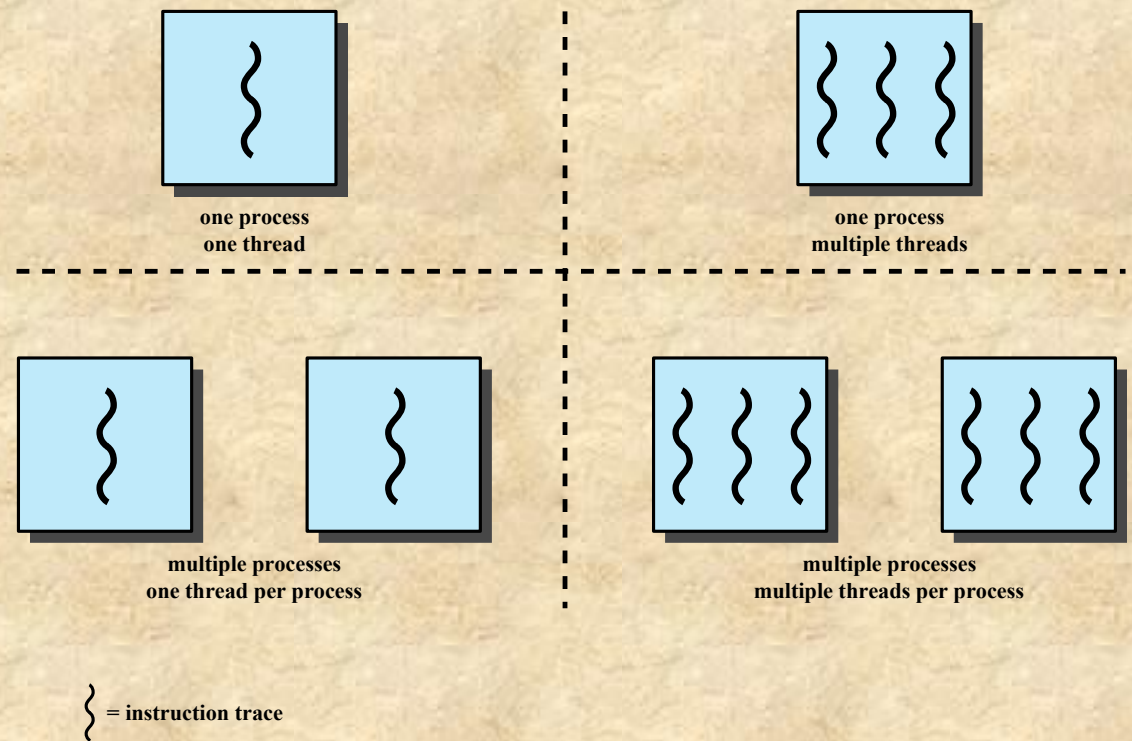 one process
one thread
one process
multiple threads
multiple processes
one thread per process
multiple processes
multiple threads per process
= instruction trace